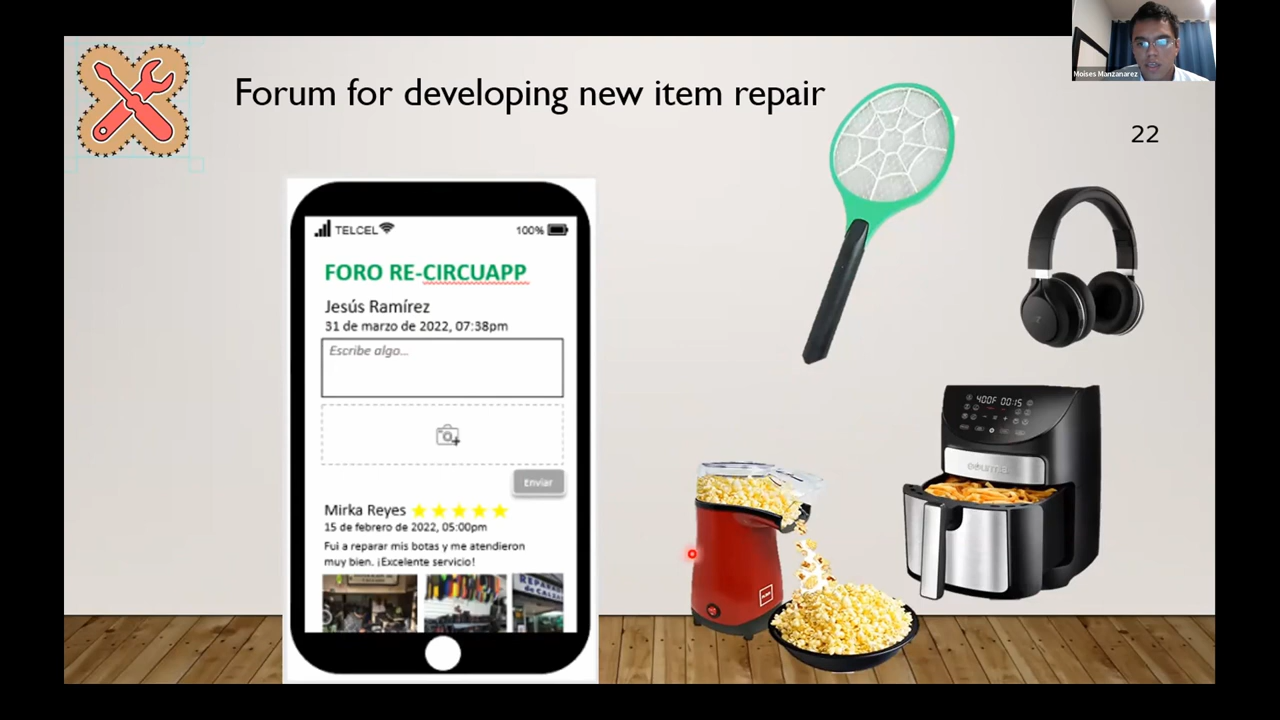 Moises Manzanarez
Forum for developing new item repair
22
TELCEL
100%
FORO RE-CIRCUAPP
Jesús Ramírez
31 de marzo de 2022, 07:38pm
Escribe algo...
Enviar
Mirka Reyes
15 de febrero de 2022, 05:00pm
Fui a reparar mis botas y me atendieron
muy bien. ¡Excelente servicio!
400F 00:15
gourmia